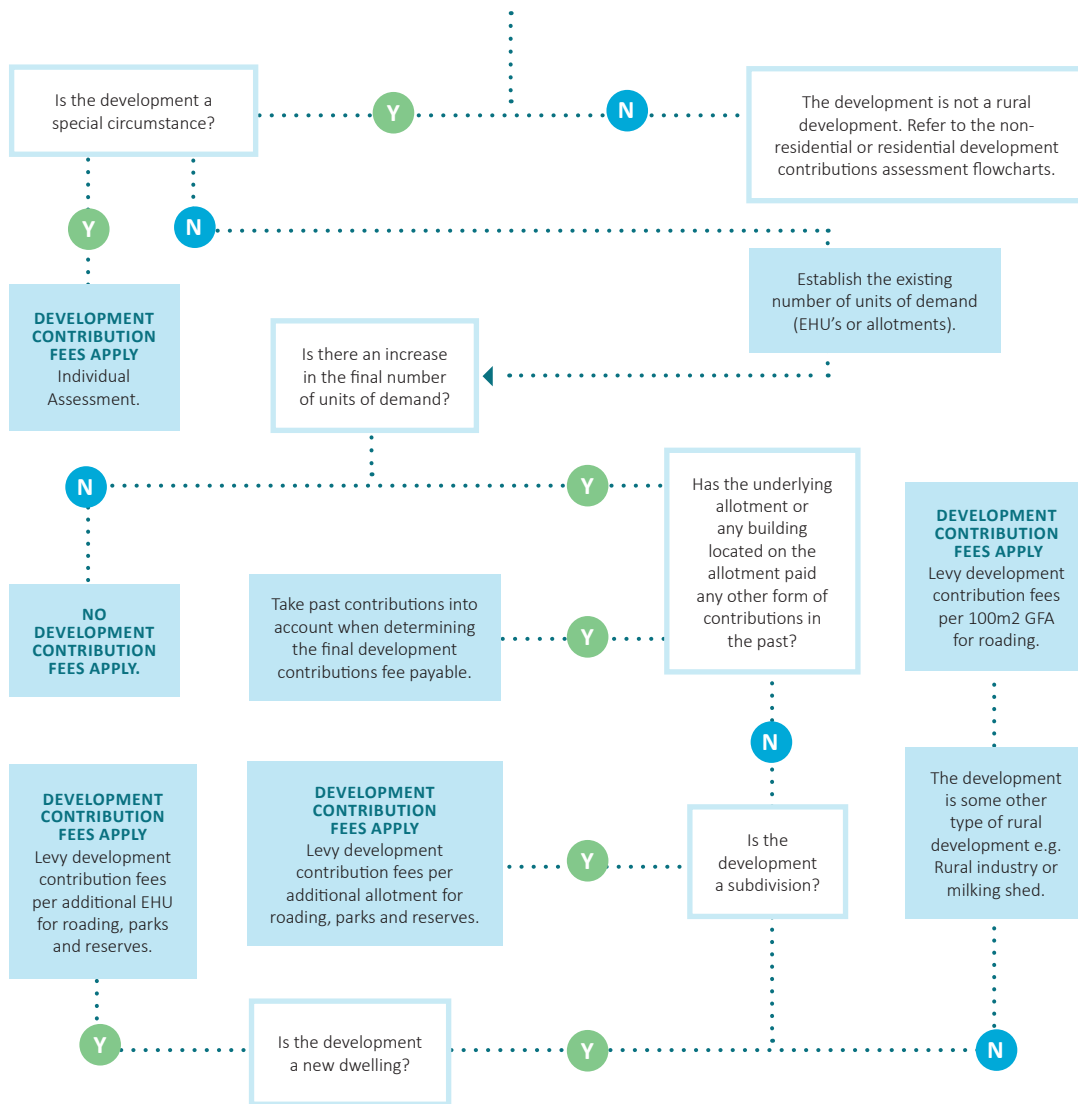 Is the development a
special circumstance?
Y
N
The development is not a rural
development. Refer to the non-
residential or residential development
contributions assessment flowcharts.
Y
N
DEVELOPMENT
CONTRIBUTION
FEES APPLY
Individual
Assessment.
Establish the existing
number of units of demand
(EHU's or allotments).
Is there an increase
in the final number
of units of demand?
N
Y
Has the underlying
allotment or
any building
located on the
allotment paid
any other form of
contributions in
the past?
DEVELOPMENT
CONTRIBUTION
FEES APPLY
Levy development
contribution fees
per 100m2 GFA
for roading.
NO
DEVELOPMENT
CONTRIBUTION
FEES APPLY.
Take past contributions into
account when determining
the final development
contributions fee payable.
Y
N
DEVELOPMENT
CONTRIBUTION
FEES APPLY
Levy development
contribution fees
per additional EHU
for roading, parks
and reserves.
DEVELOPMENT
CONTRIBUTION
FEES APPLY
Levy development
contribution fees per
additional allotment for
roading, parks and reserves.
Y
Is the
development
a subdivision?
The development
is some other
type of rural
development e.g.
Rural industry or
milking shed.
Y
Is the development
a new dwelling?
Y
N